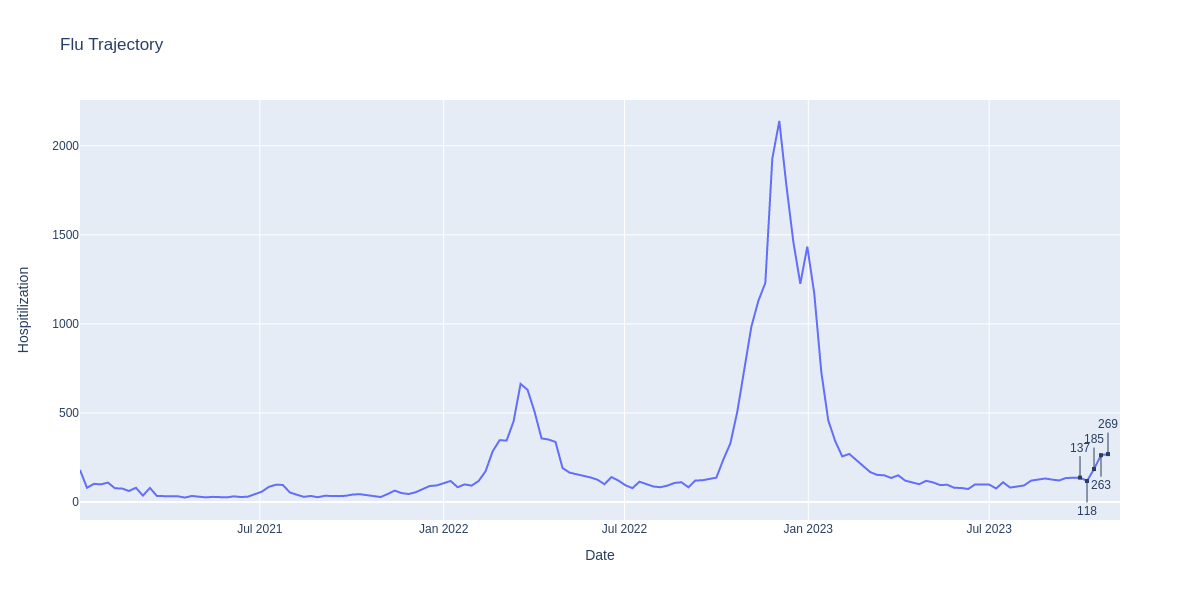 Flu Trajectory
Hospitilization
2000
1500
1000
500
0
137
118
185
263
269
Jul 2021
Jan 2022
Jul 2022
Jan 2023
Jul 2023
Date